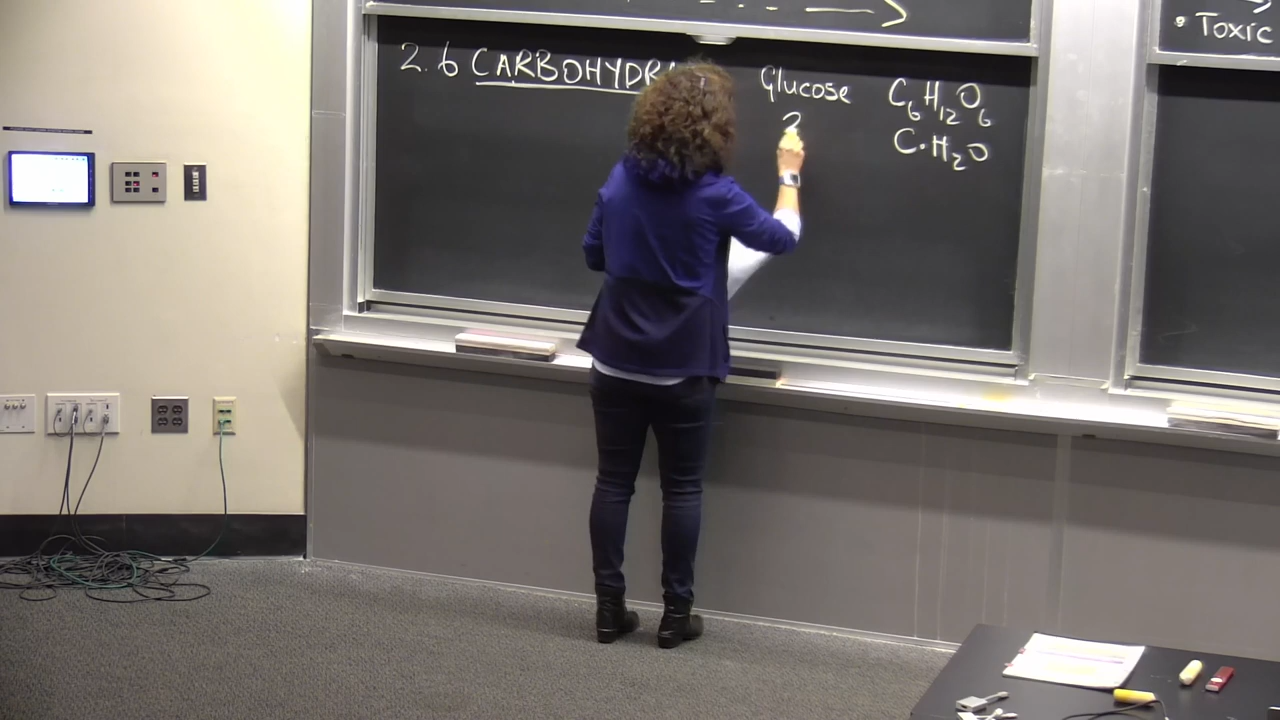 • Toxic
2.6 CARBOHYDR
Glucose C₆H₁₂O₆
C·H₂O